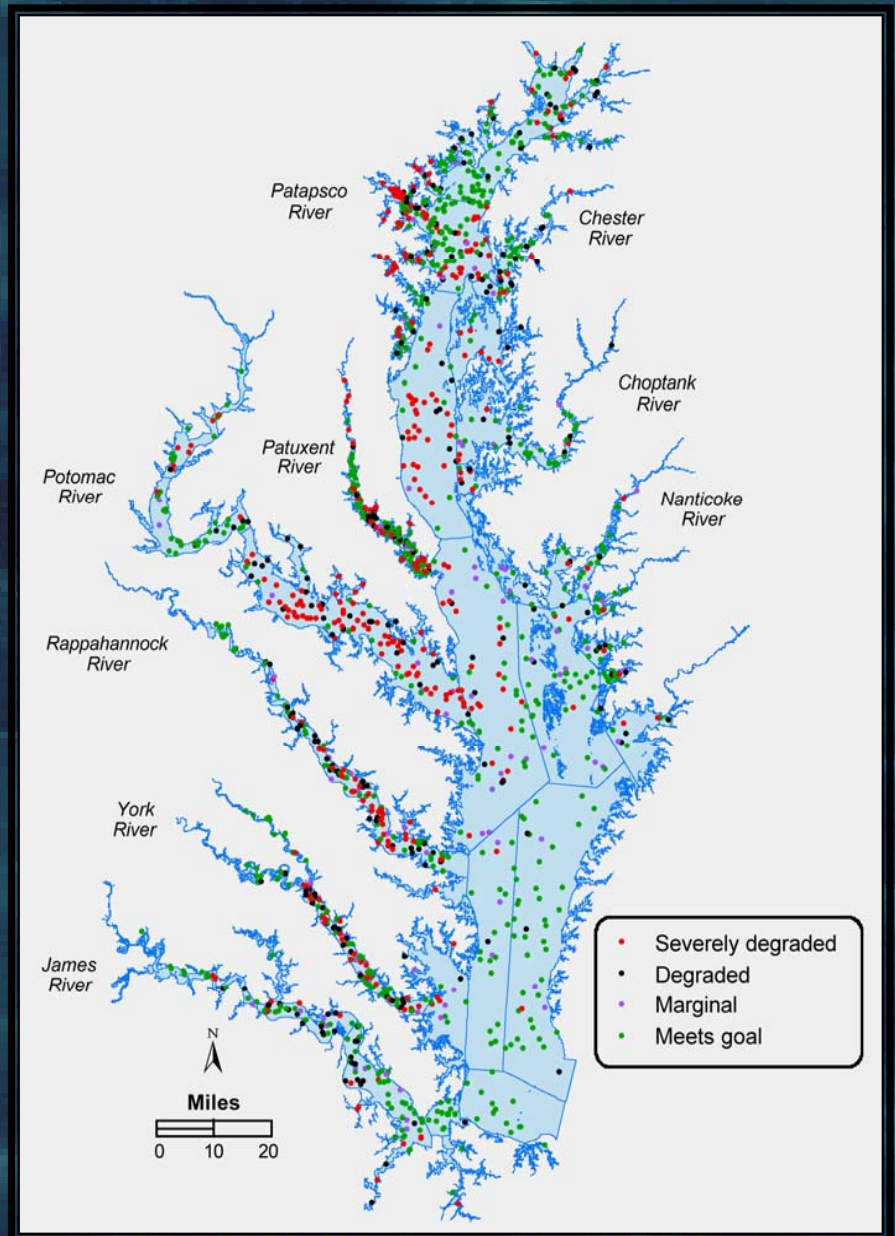 Patapsco
River
Chester
River
Choptank
River
Patuxent
River
Potomac
River
Nanticoke
River
Rappahannock
River
York
River
James
River
Severely degraded
Degraded
Marginal
Meets goal
N
Miles
0 10 20